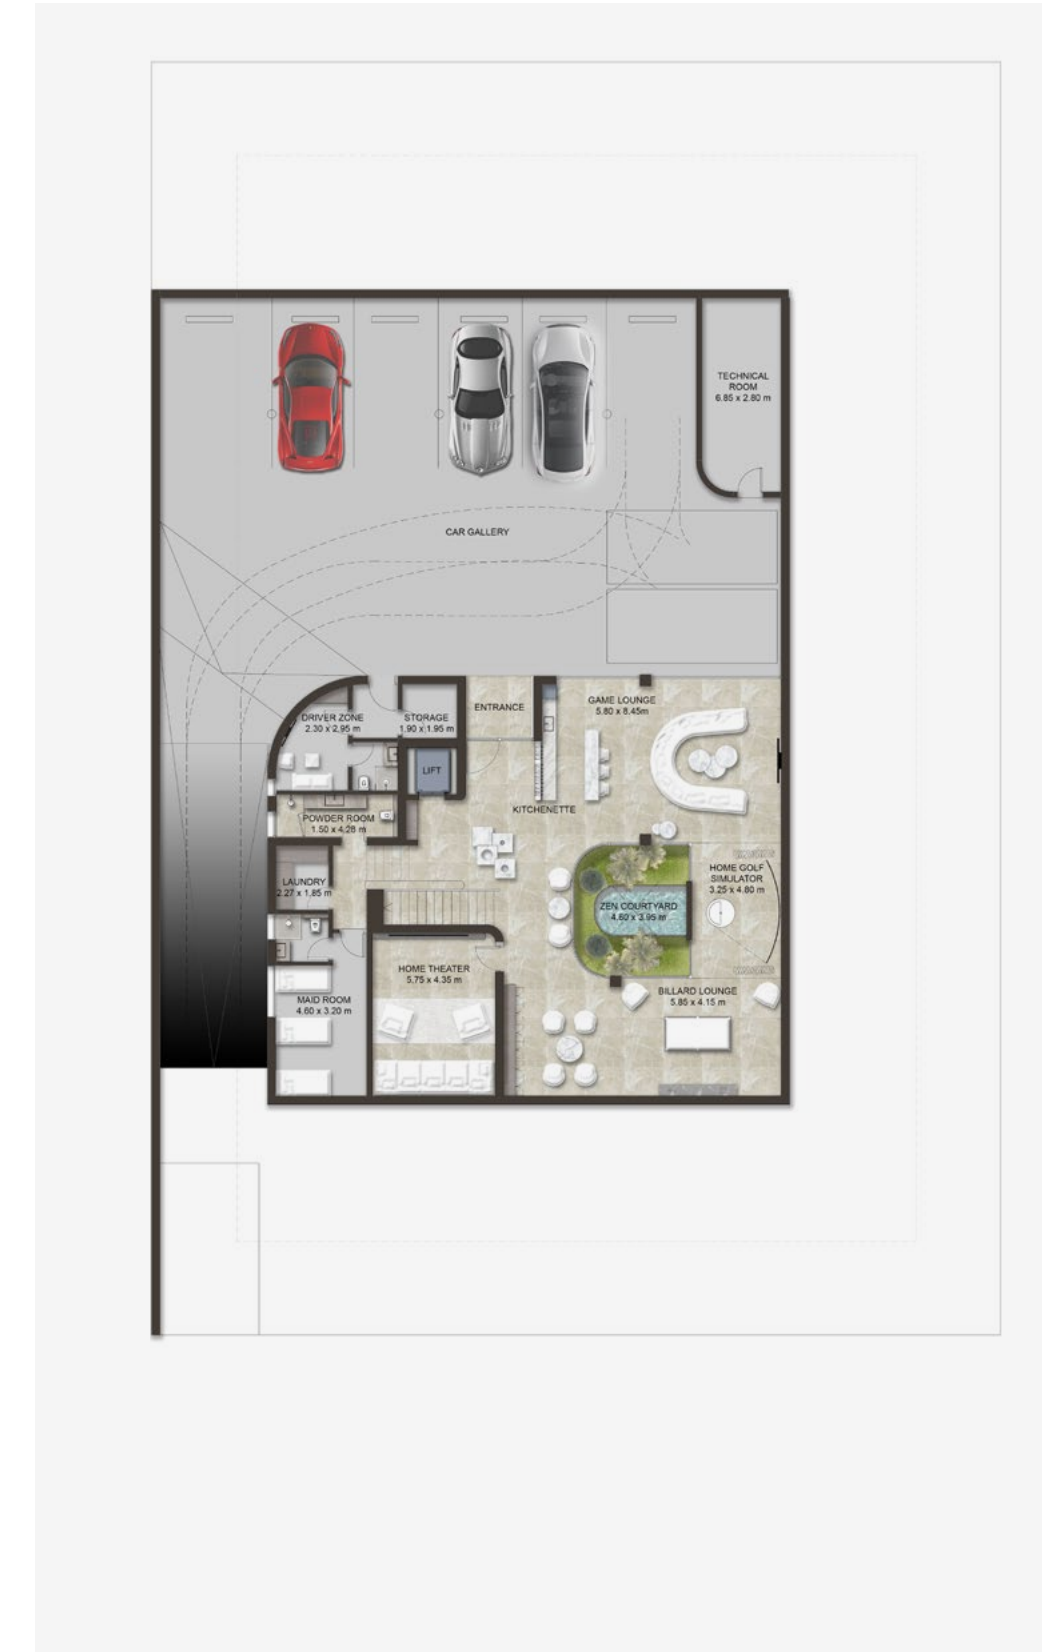 TECHNICAL
ROOM
6.85 x 2.80 m
CAR GALLERY
GAME LOUNGE
5.80 x 8.45m
ENTRANCE
DRIVER ZONE
2.30 x 2.95 m
STORAGE
1.90 x 1.95 m
LIFT
KITCHENETTE
POWDER ROOM
1.50 x 4.28 m
HOME GOLF
SIMULATOR
3.25 x 4.80 m
LAUNDRY
2.27 x 1.85 m
ZEN COURTYARD
4.60 x 3.95 m
HOME THEATER
5.75 x 4.35 m
BILLARD LOUNGE
5.85 x 4.15 m
MAID ROOM
4.60 x 3.20 m